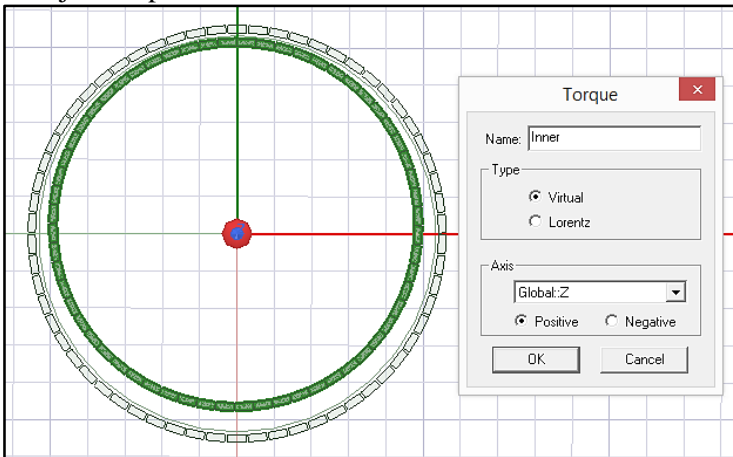 Torque
Name: Inner
Type
Virtual
Lorentz
Axis
Global::Z
Positive Negative
OK Cancel